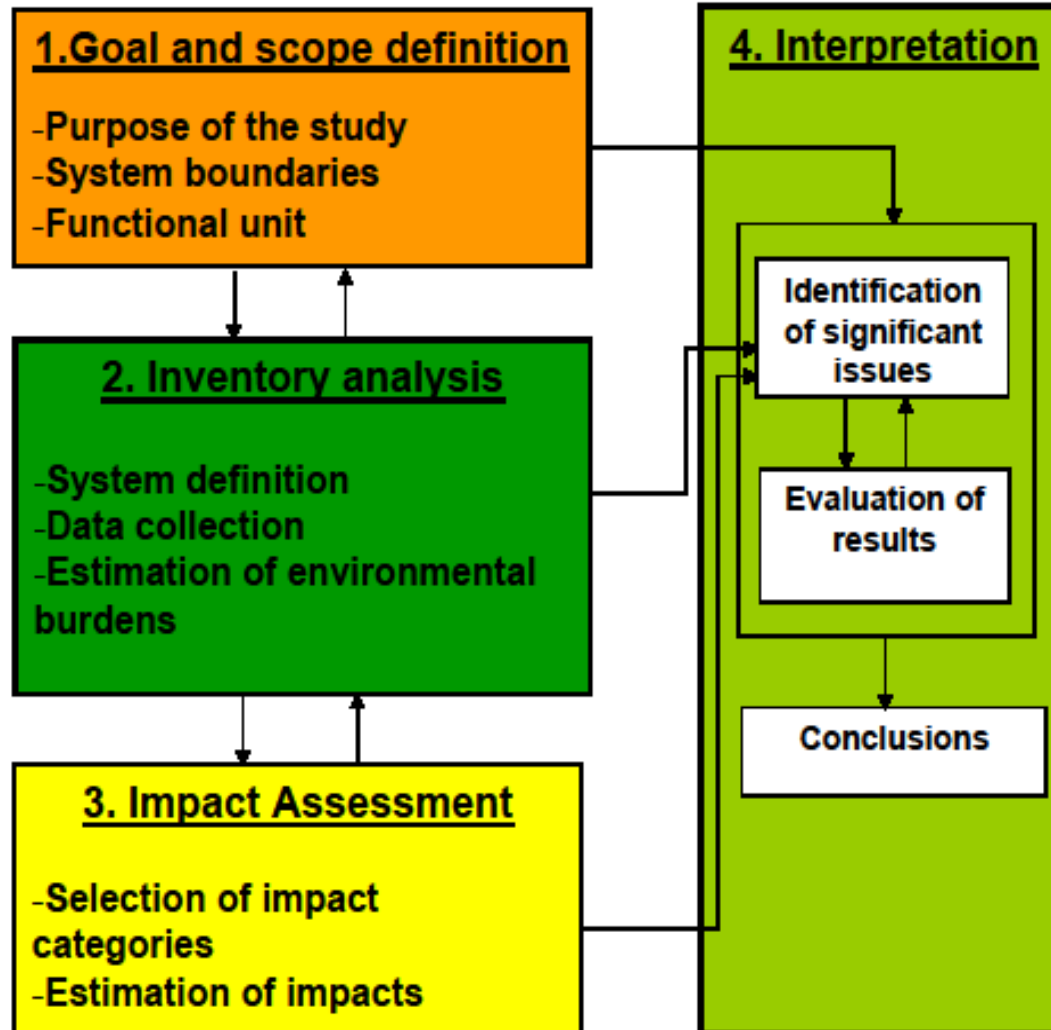 1.Goal and scope definition
-Purpose of the study
-System boundaries
-Functional unit
2. Inventory analysis
-System definition
-Data collection
-Estimation of environmental
burdens
3. Impact Assessment
-Selection of impact
categories
-Estimation of impacts
4. Interpretation
Identification
of significant
issues
Evaluation of
results
Conclusions